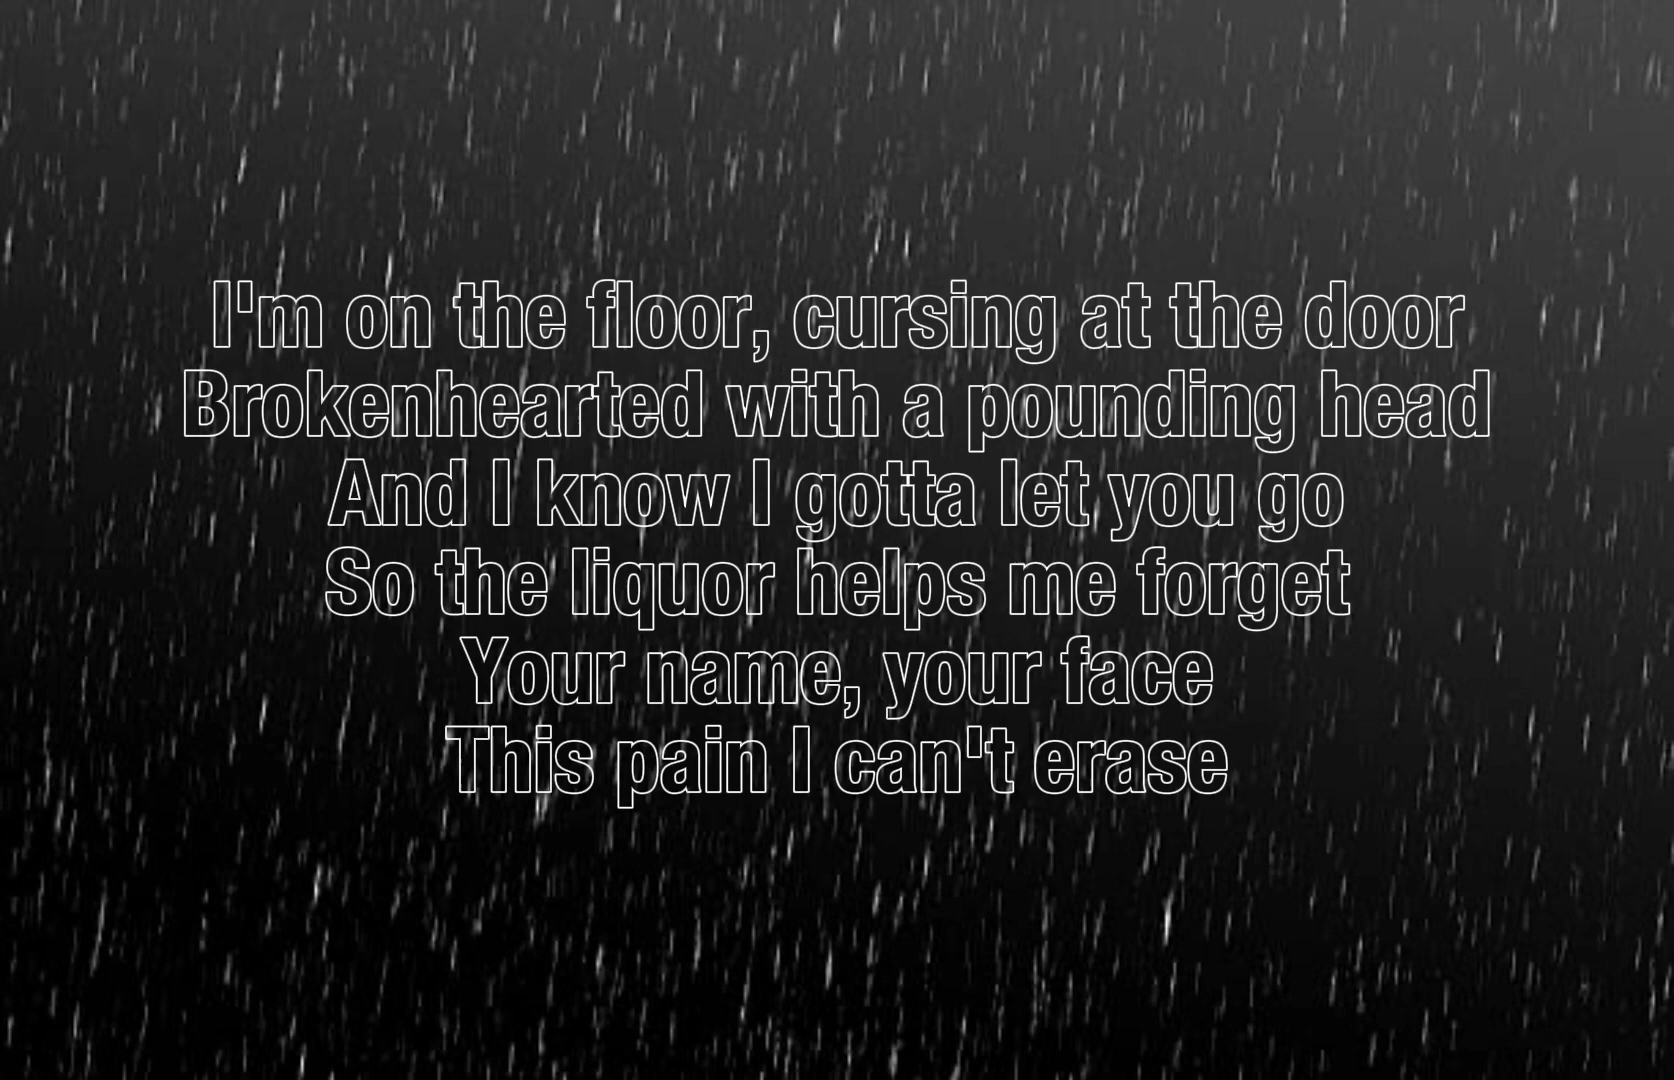 I'm on the floor, cursing at the door
Brokenhearted with a pounding head
And I know I gotta let you go
So the liquor helps me forget
Your name, your face
This pain I can't erase